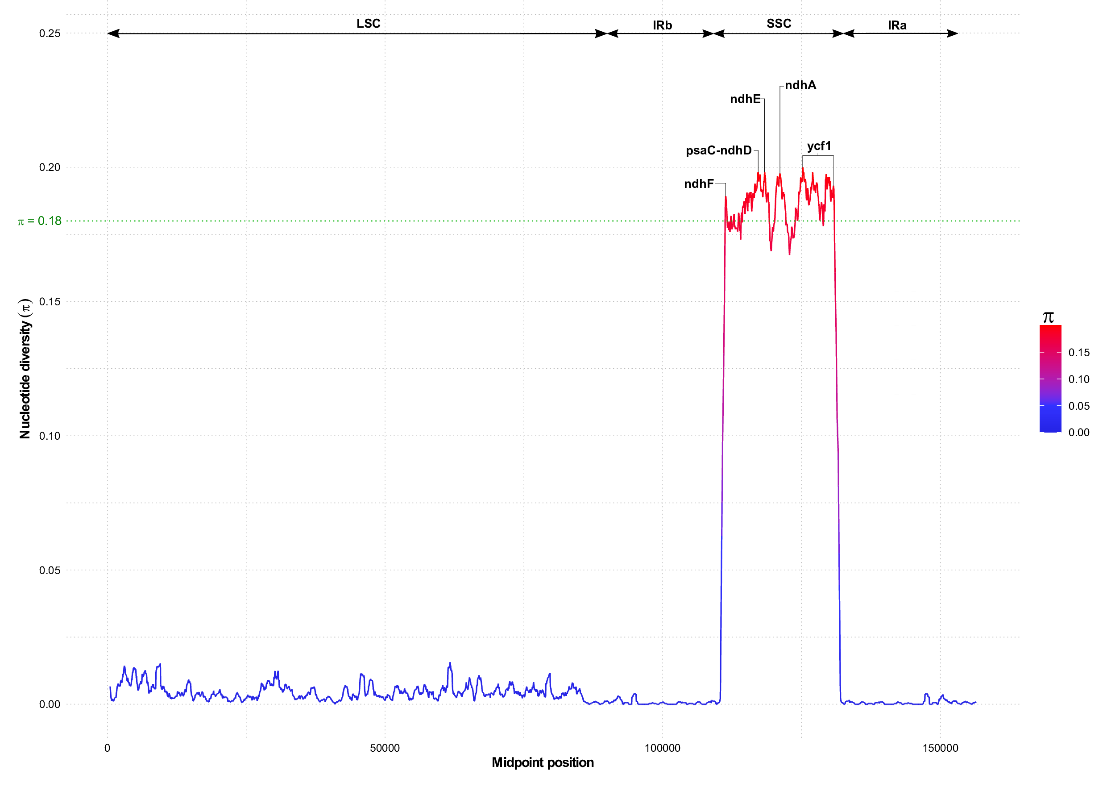 LSC
IRb
SSC
IRa
0.25
ndhA
ndhE
0.20
psaC-ndhD
ycf1
ndhF
π = 0.18
0.15
0.10
0.05
0.00
Nucleotide diversity (π)
π
0.15
0.10
0.05
0.00
0
50000
100000
150000
Midpoint position